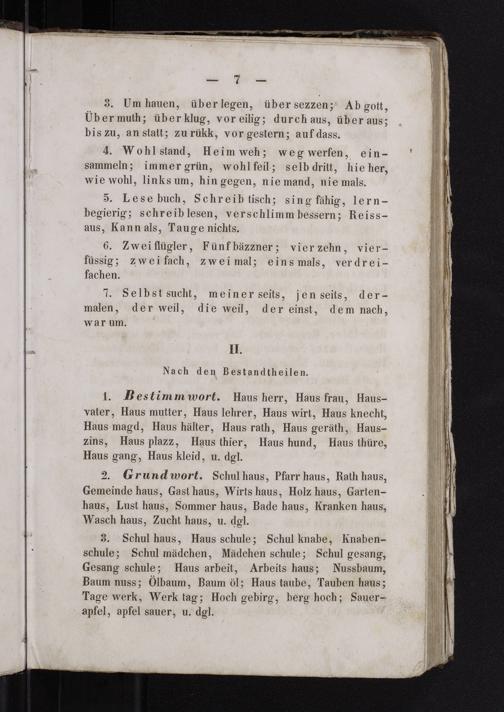 — 7 —
3. Um hauen, über legen, über sezzen; Ab gott,
Über muth; über klug, vor eilig; durch aus, über aus;
bis zu, an statt; zu rükk, vor gestern; auf dass.
4. Wohl stand, Heim weh; weg werfen, ein-
sammeln; immer grün, wohl feil; selb dritt, hie her,
wie wohl, links um, hin gegen, nie mand, nie mals.
5. Lese buch, Schreib tisch; sing fähig, lern-
begierig; schreib lesen, verschlimm bessern; Reiss-
aus, Kann als, Tauge nichts.
6. Zwei flügler, Fünf bäzzner; vier zehn, vier-
füssig; zwei fach, zwei mal; eins mals, ver drei-
fachen.
7. Selbst sucht, meiner seits, jen seits, der-
malen, der weil, die weil, der einst, dem nach,
war um.
II.
Nach den Bestandtheilen.
1. Bestimmwort. Haus herr, Haus frau, Haus-
vater, Haus mutter, Haus lehrer, Haus wirt, Haus knecht,
Haus magd, Haus hälter, Haus rath, Haus geräth, Haus-
zins, Haus plazz, Haus thier, Haus hund, Haus thüre,
Haus gang, Haus kleid, u. dgl.
2. Grundwort. Schul haus, Pfarr haus, Rath haus,
Gemeinde haus, Gast haus, Wirts haus, Holz haus, Garten-
haus, Lust haus, Sommer haus, Bade haus, Kranken haus,
Wasch haus, Zucht haus, u. dgl.
3. Schul haus, Haus schule; Schul knabe, Knaben-
schule; Schul mädchen, Mädchen schule; Schul gesang,
Gesang schule; Haus arbeit, Arbeits haus; Nussbaum,
Baum nuss; Ölbaum, Baum öl; Haus taube, Tauben haus;
Tage werk, Werk tag; Hoch gebirg, berg hoch; Sauer-
apfel, apfel sauer, u. dgl.